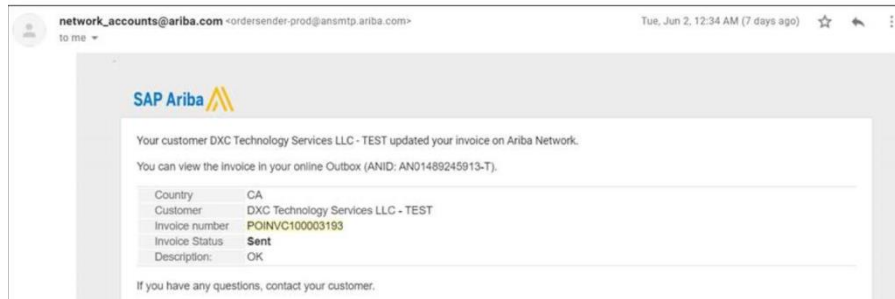 network_accounts@ariba.com <ordersender-prod@ansmtp.ariba.com>
Tue, Jun 2, 12:34 AM (7 days ago)
to me
SAP Ariba
Your customer DXC Technology Services LLC - TEST updated your invoice on Ariba Network.
You can view the invoice in your online Outbox (ANID: AN01489245913-T).
Country CA
Customer DXC Technology Services LLC - TEST
Invoice number POINVC100003193
Invoice Status Sent
Description: OK
If you have any questions, contact your customer.